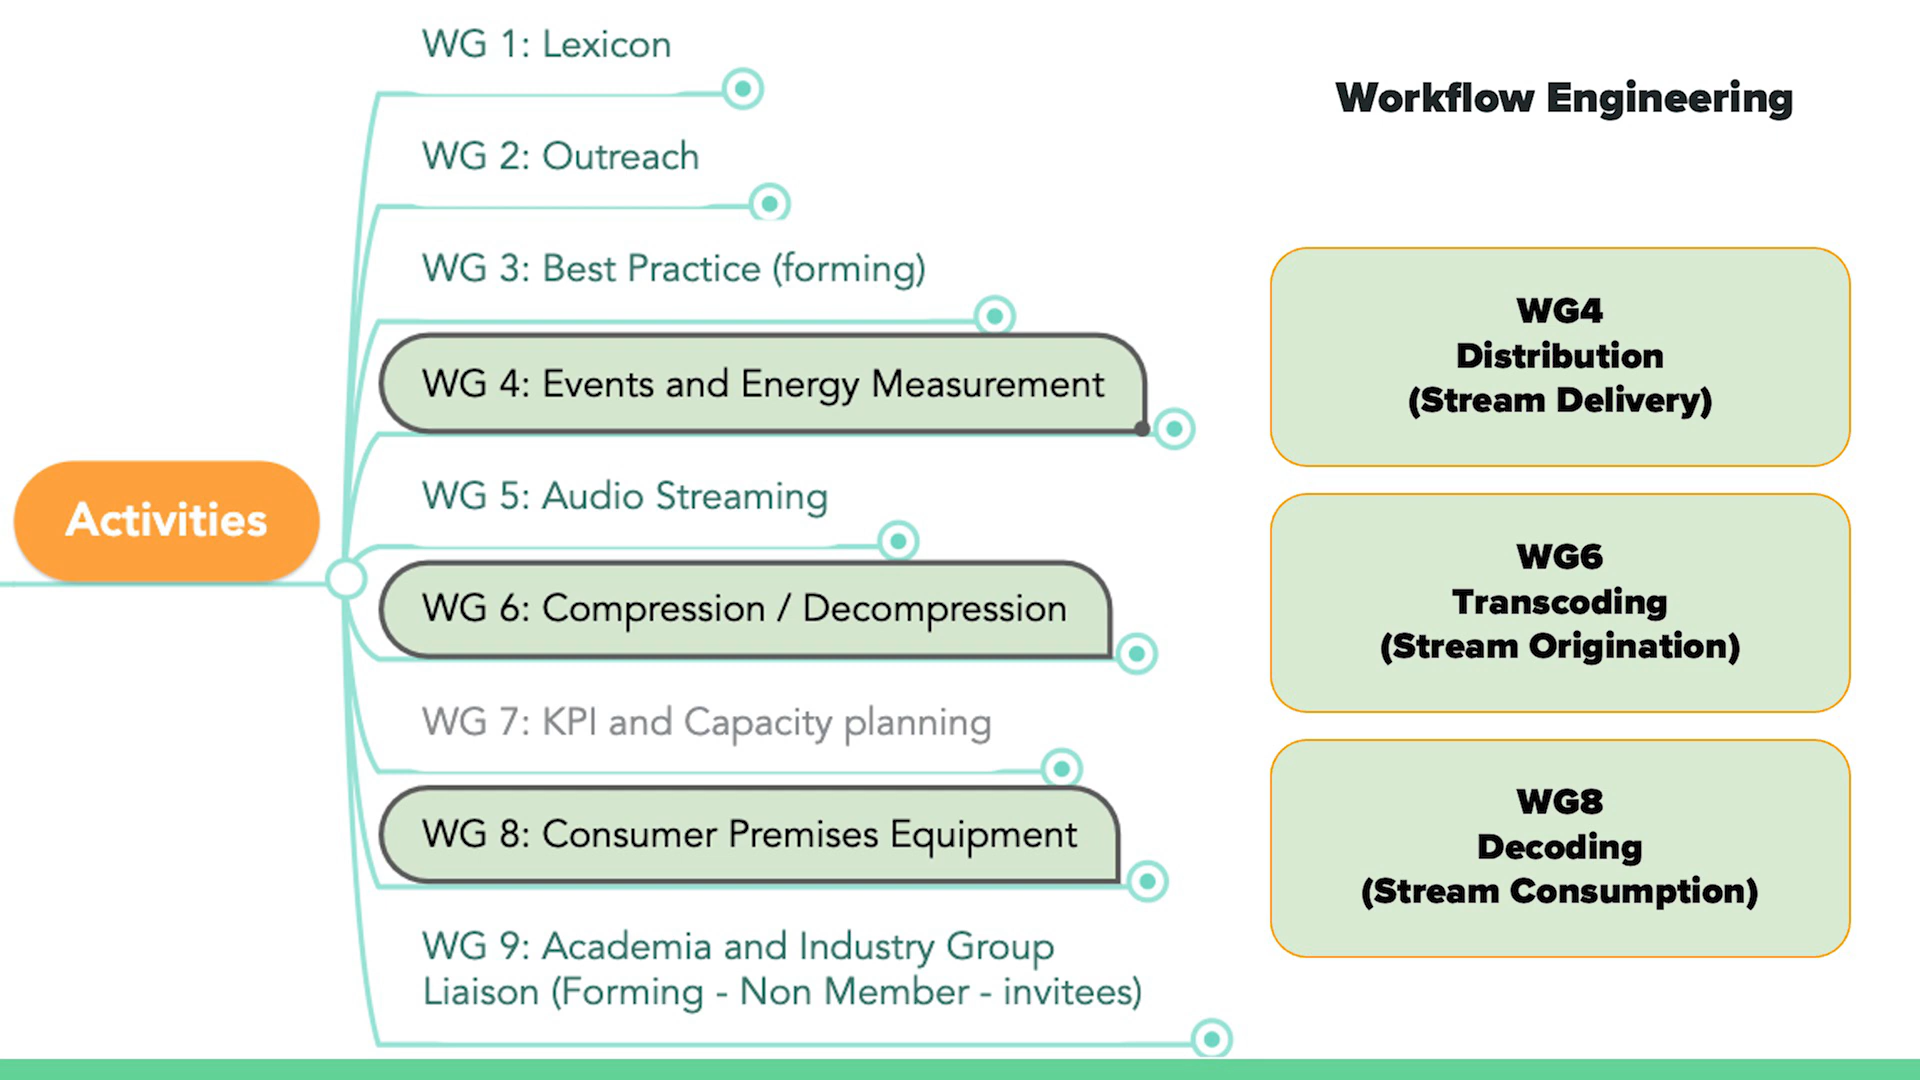 Activities
WG 1: Lexicon
WG 2: Outreach
WG 3: Best Practice (forming)
WG 4: Events and Energy Measurement
WG 5: Audio Streaming
WG 6: Compression / Decompression
WG 7: KPI and Capacity planning
WG 8: Consumer Premises Equipment
WG 9: Academia and Industry Group
Liaison (Forming - Non Member - invitees)
Workflow Engineering
WG4
Distribution
(Stream Delivery)
WG6
Transcoding
(Stream Origination)
WG8
Decoding
(Stream Consumption)